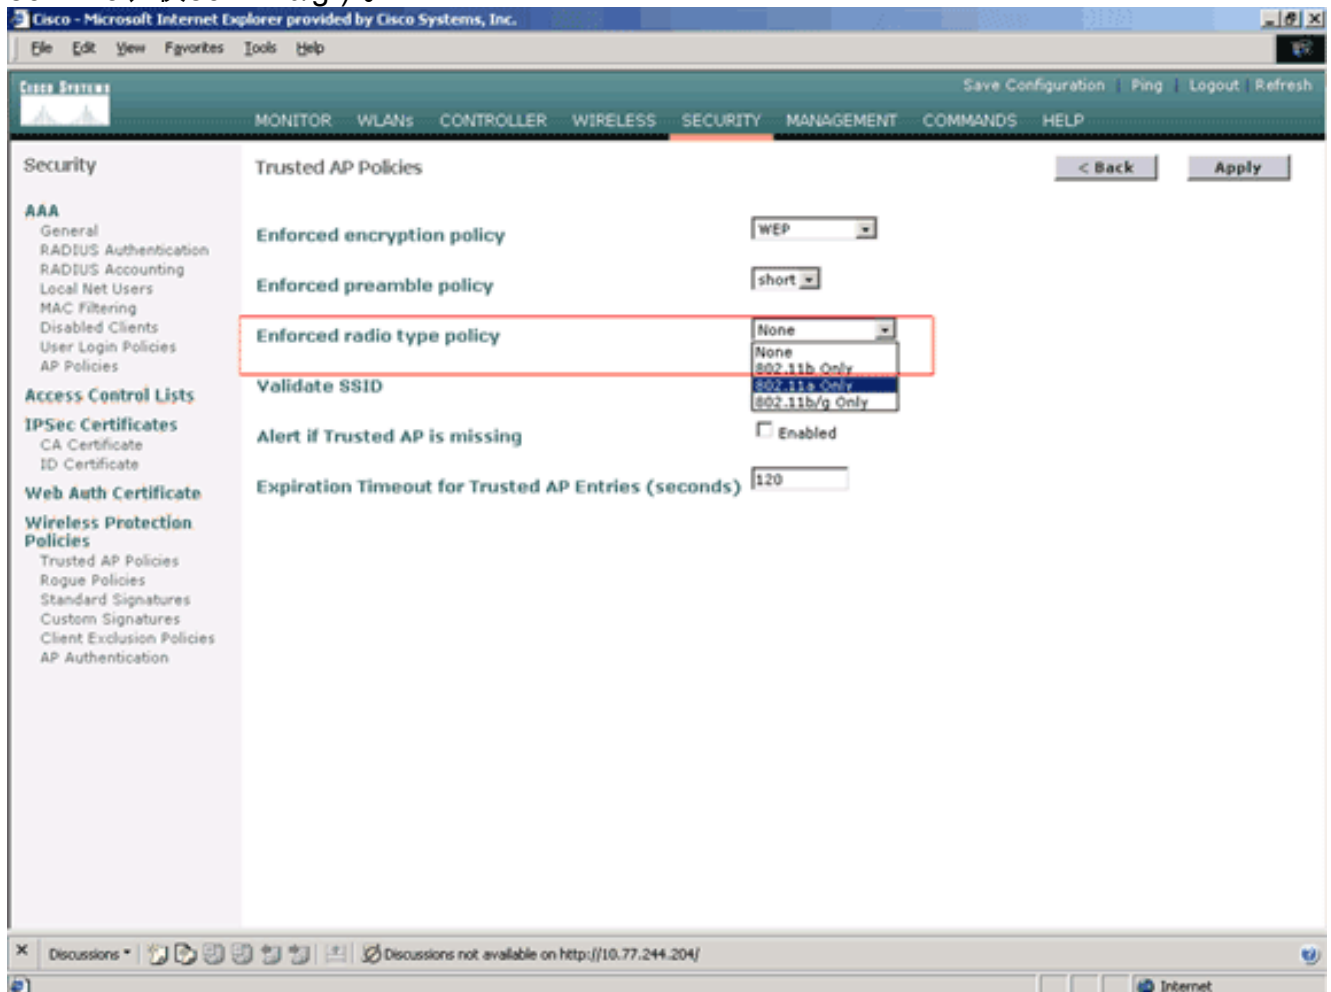 Cisco - Microsoft Internet Explorer provided by Cisco Systems, Inc.
File Edit View Favorites Tools Help
CISCO SYSTEMS
Save Configuration | Ping | Logout | Refresh
MONITOR WLANs CONTROLLER WIRELESS SECURITY MANAGEMENT COMMANDS HELP
Security
Trusted AP Policies
< Back
Apply
AAA
General
RADIUS Authentication
RADIUS Accounting
Local Net Users
MAC Filtering
Disabled Clients
User Login Policies
AP Policies
Access Control Lists
IPSec Certificates
CA Certificate
ID Certificate
Web Auth Certificate
Wireless Protection
Policies
Trusted AP Policies
Rogue Policies
Standard Signatures
Custom Signatures
Client Exclusion Policies
AP Authentication
Enforced encryption policy WEP
Enforced preamble policy short
Enforced radio type policy None
None
802.11b Only
802.11a Only
802.11b/g Only
Validate SSID
Alert if Trusted AP is missing Enabled
Expiration Timeout for Trusted AP Entries (seconds) 120
Discussions Discussions not available on http://10.77.244.204/
Internet